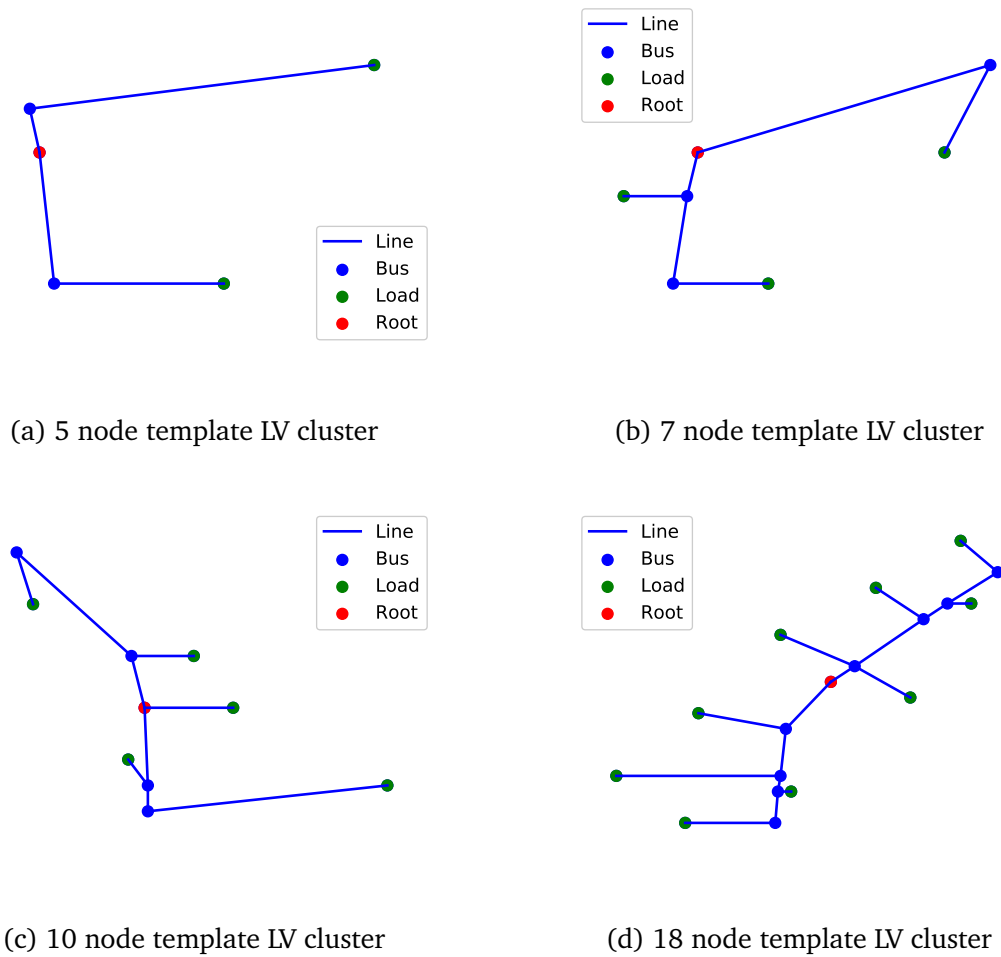 Line
Bus
Load
Root
(a) 5 node template LV cluster
Line
Bus
Load
Root
(b) 7 node template LV cluster
Line
Bus
Load
Root
(c) 10 node template LV cluster
Line
Bus
Load
Root
(d) 18 node template LV cluster